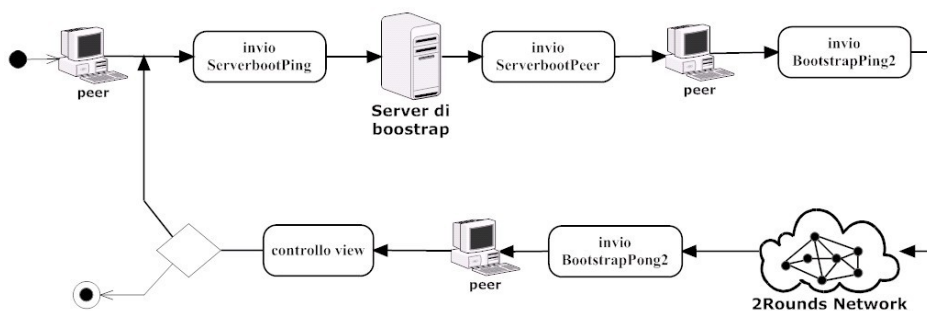 peer
invio
ServerbootPing
Server di
boostrap
invio
ServerbootPeer
peer
invio
BootstrapPing2
controllo view
peer
invio
BootstrapPong2
2Rounds Network